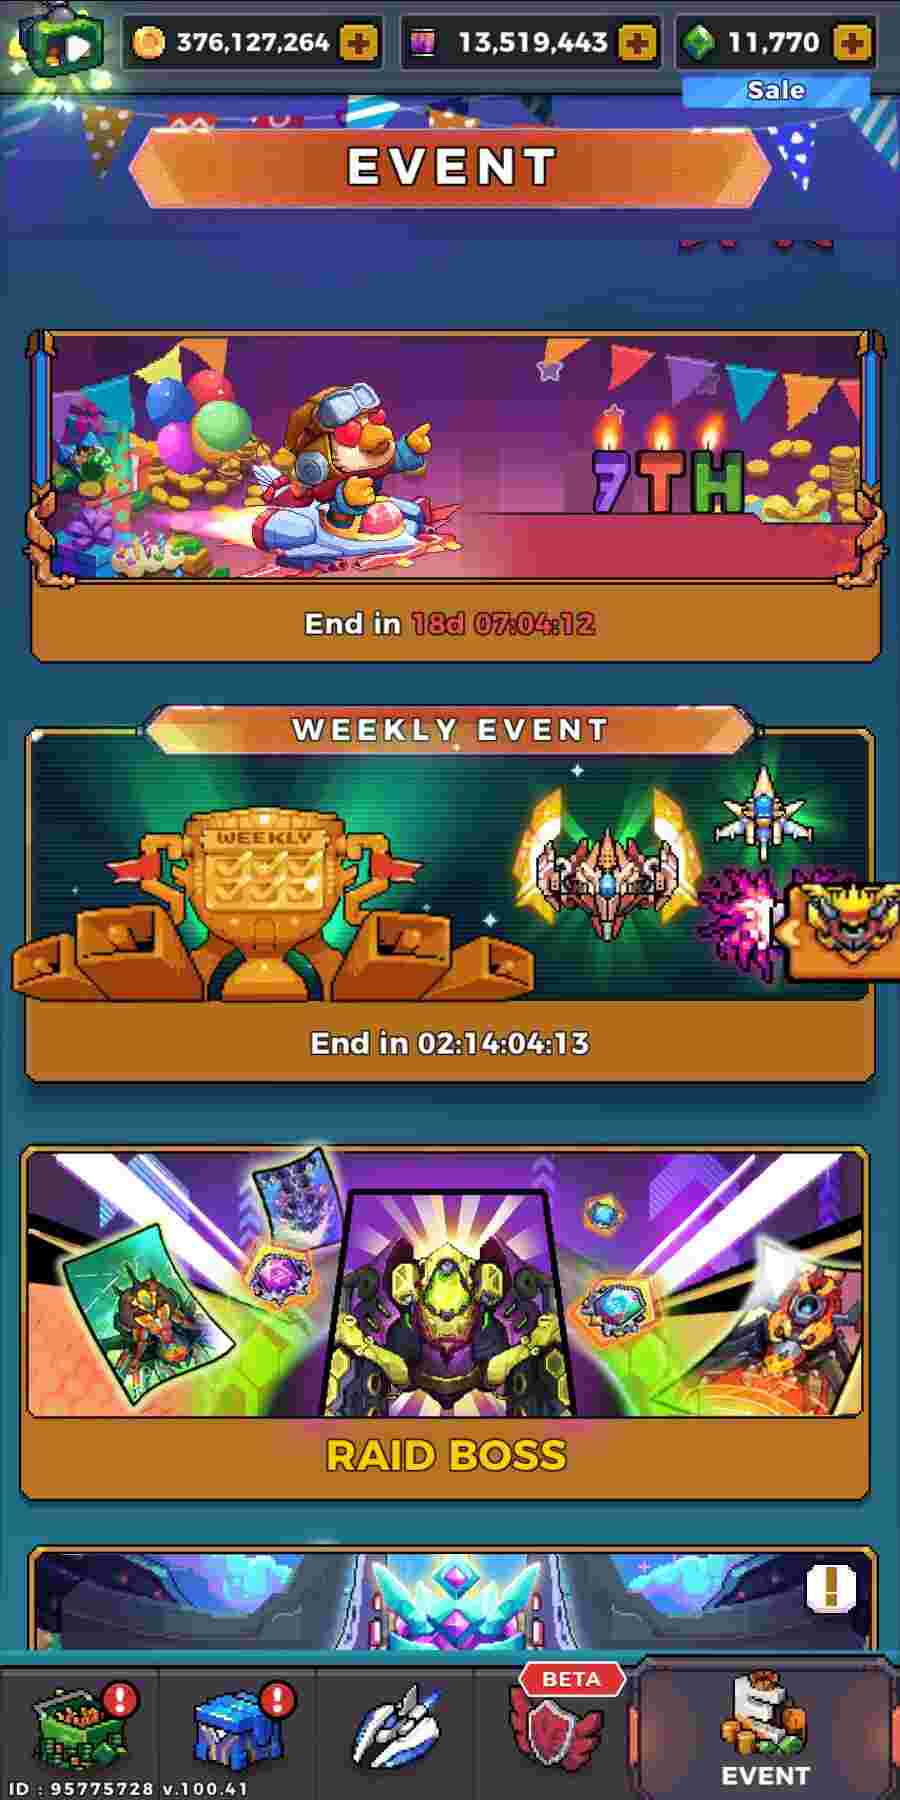 376,127,264
13,519,443
11,770
Sale
EVENT
7TH
End in 18d 07:04:12
WEEKLY EVENT
WEEKLY
End in 02:14:04:13
RAID BOSS
BETA
EVENT
ID : 95775728 v.100.41